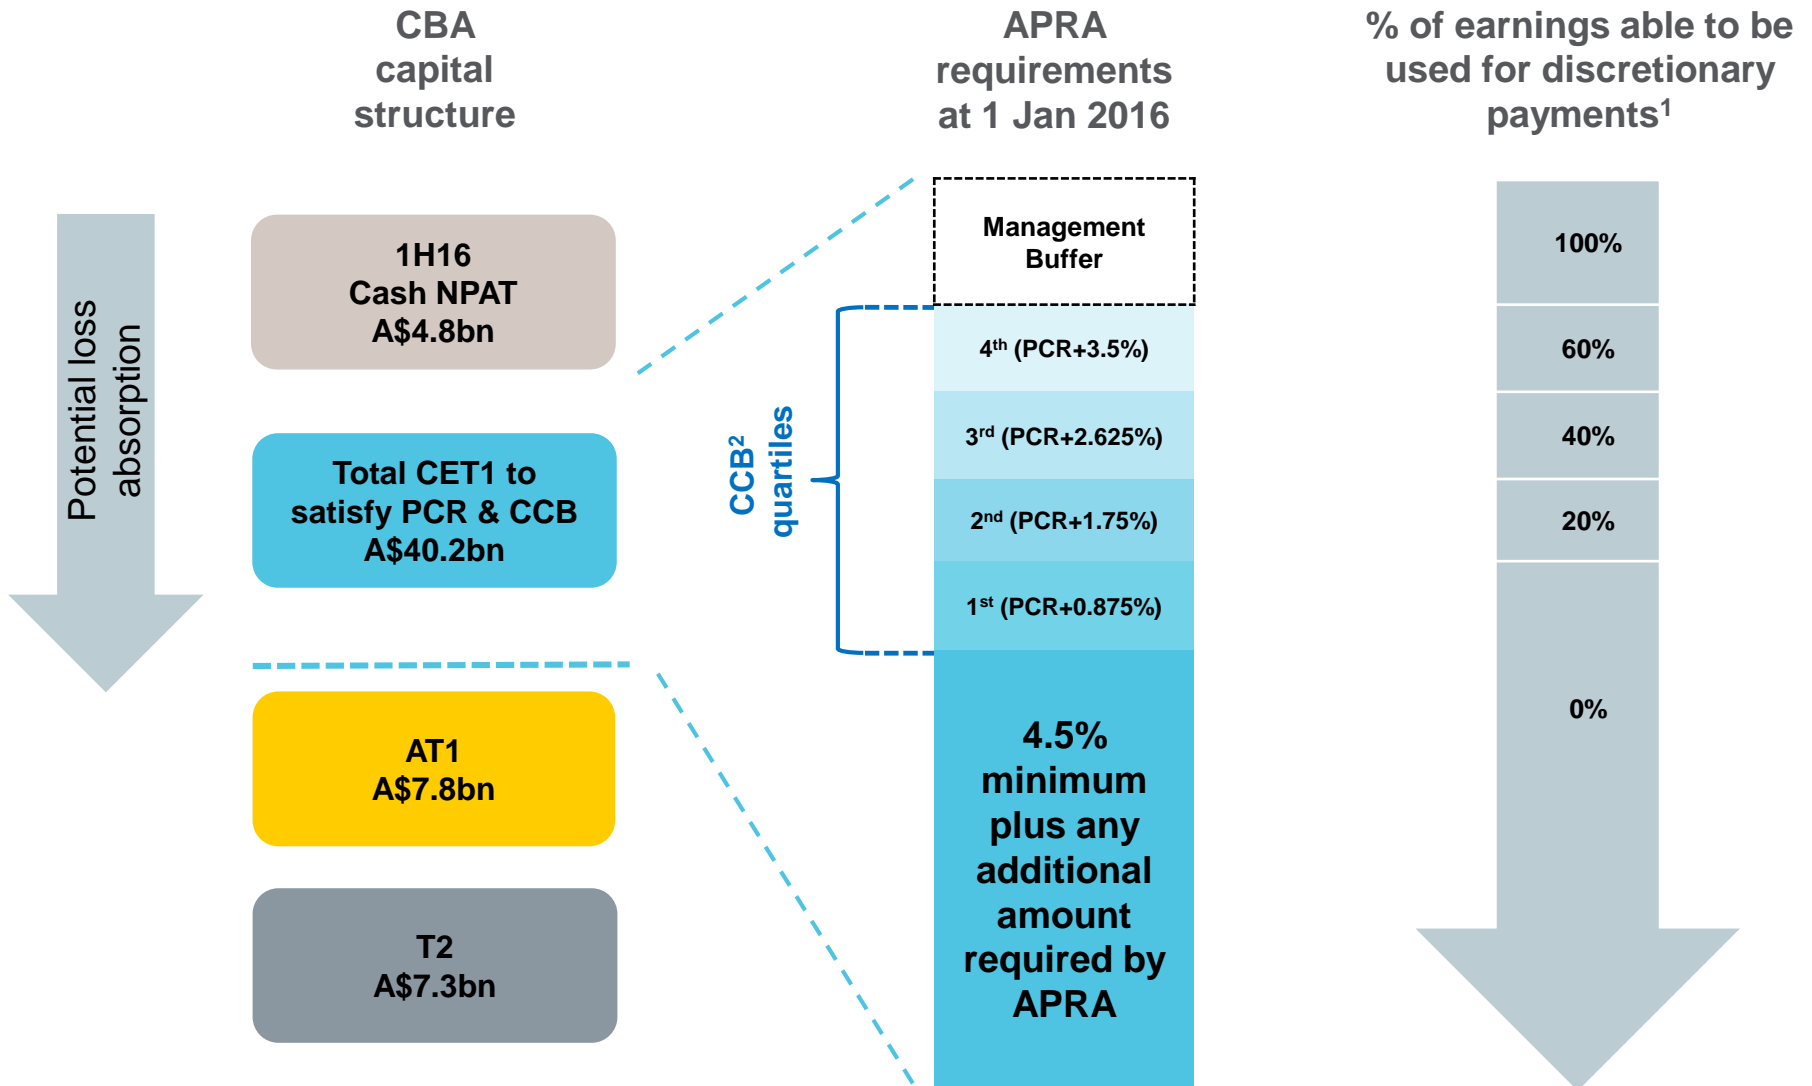 CBA
capital
structure
APRA
requirements
at 1 Jan 2016
% of earnings able to be
used for discretionary
payments¹
Potential loss
absorption
1H16
Cash NPAT
A$4.8bn
Total CET1 to
satisfy PCR & CCB
A$40.2bn
AT1
A$7.8bn
T2
A$7.3bn
CCB²
quartiles
Management
Buffer
4th (PCR+3.5%)
3rd (PCR+2.625%)
2nd (PCR+1.75%)
1st (PCR+0.875%)
4.5%
minimum
plus any
additional
amount
required by
APRA
100%
60%
40%
20%
0%